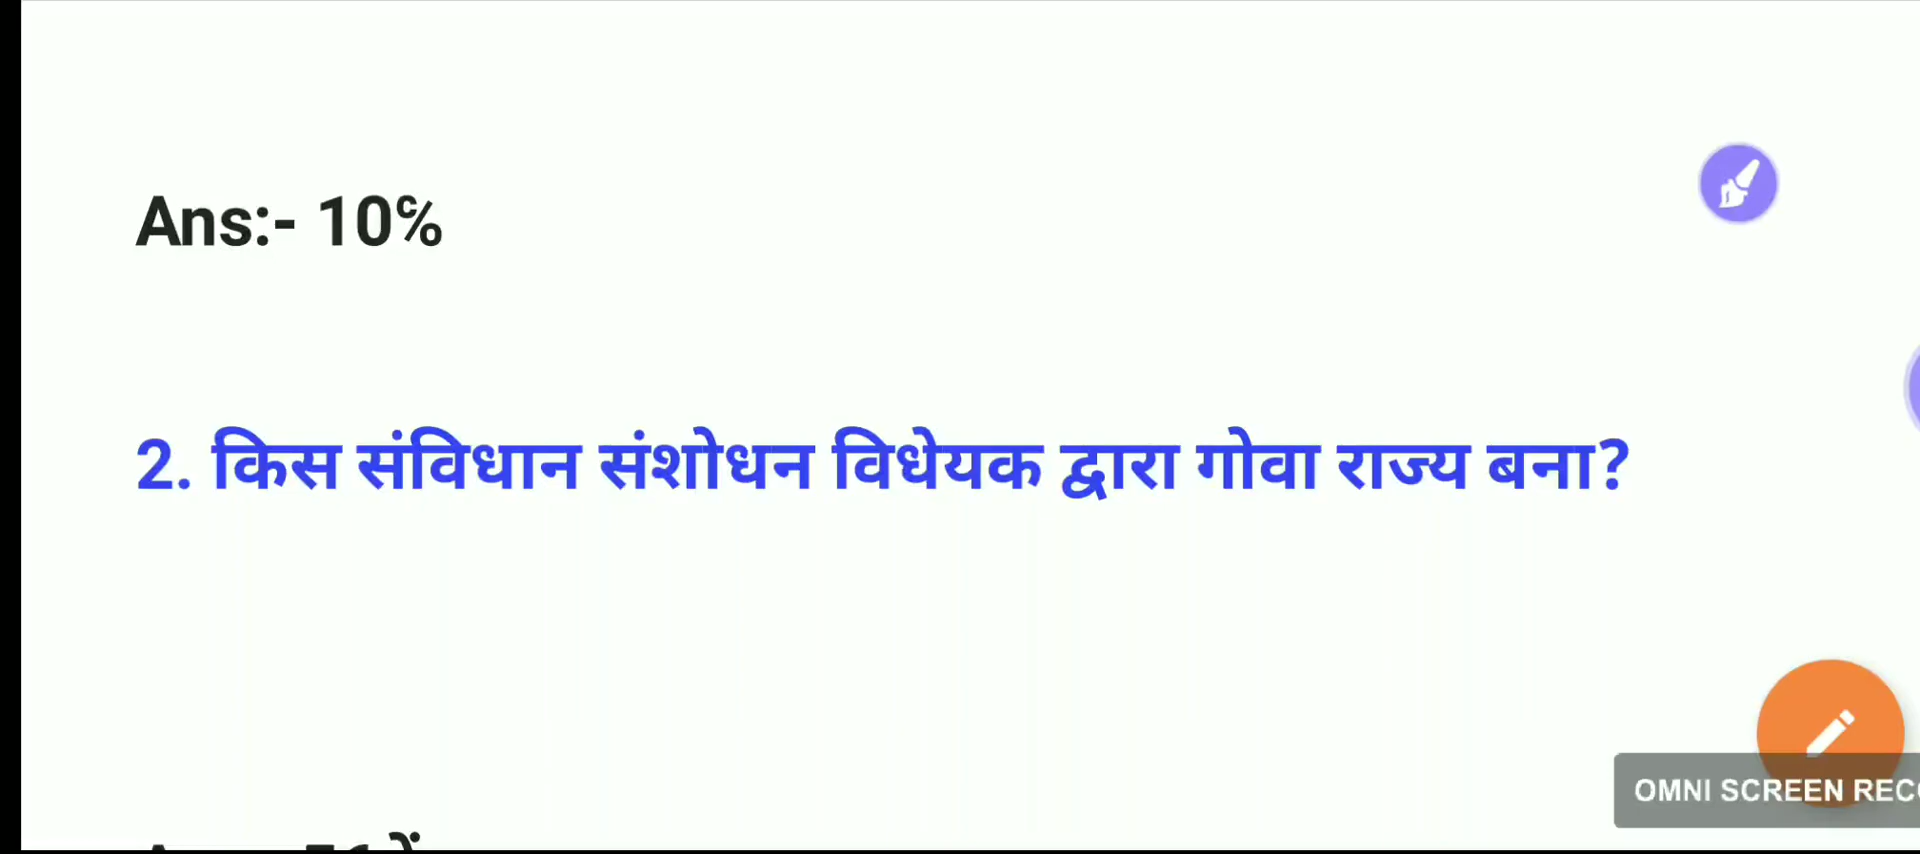 Ans:- 10%
2. किस संविधान संशोधन विधेयक द्वारा गोवा राज्य बना?
OMNI SCREEN REC